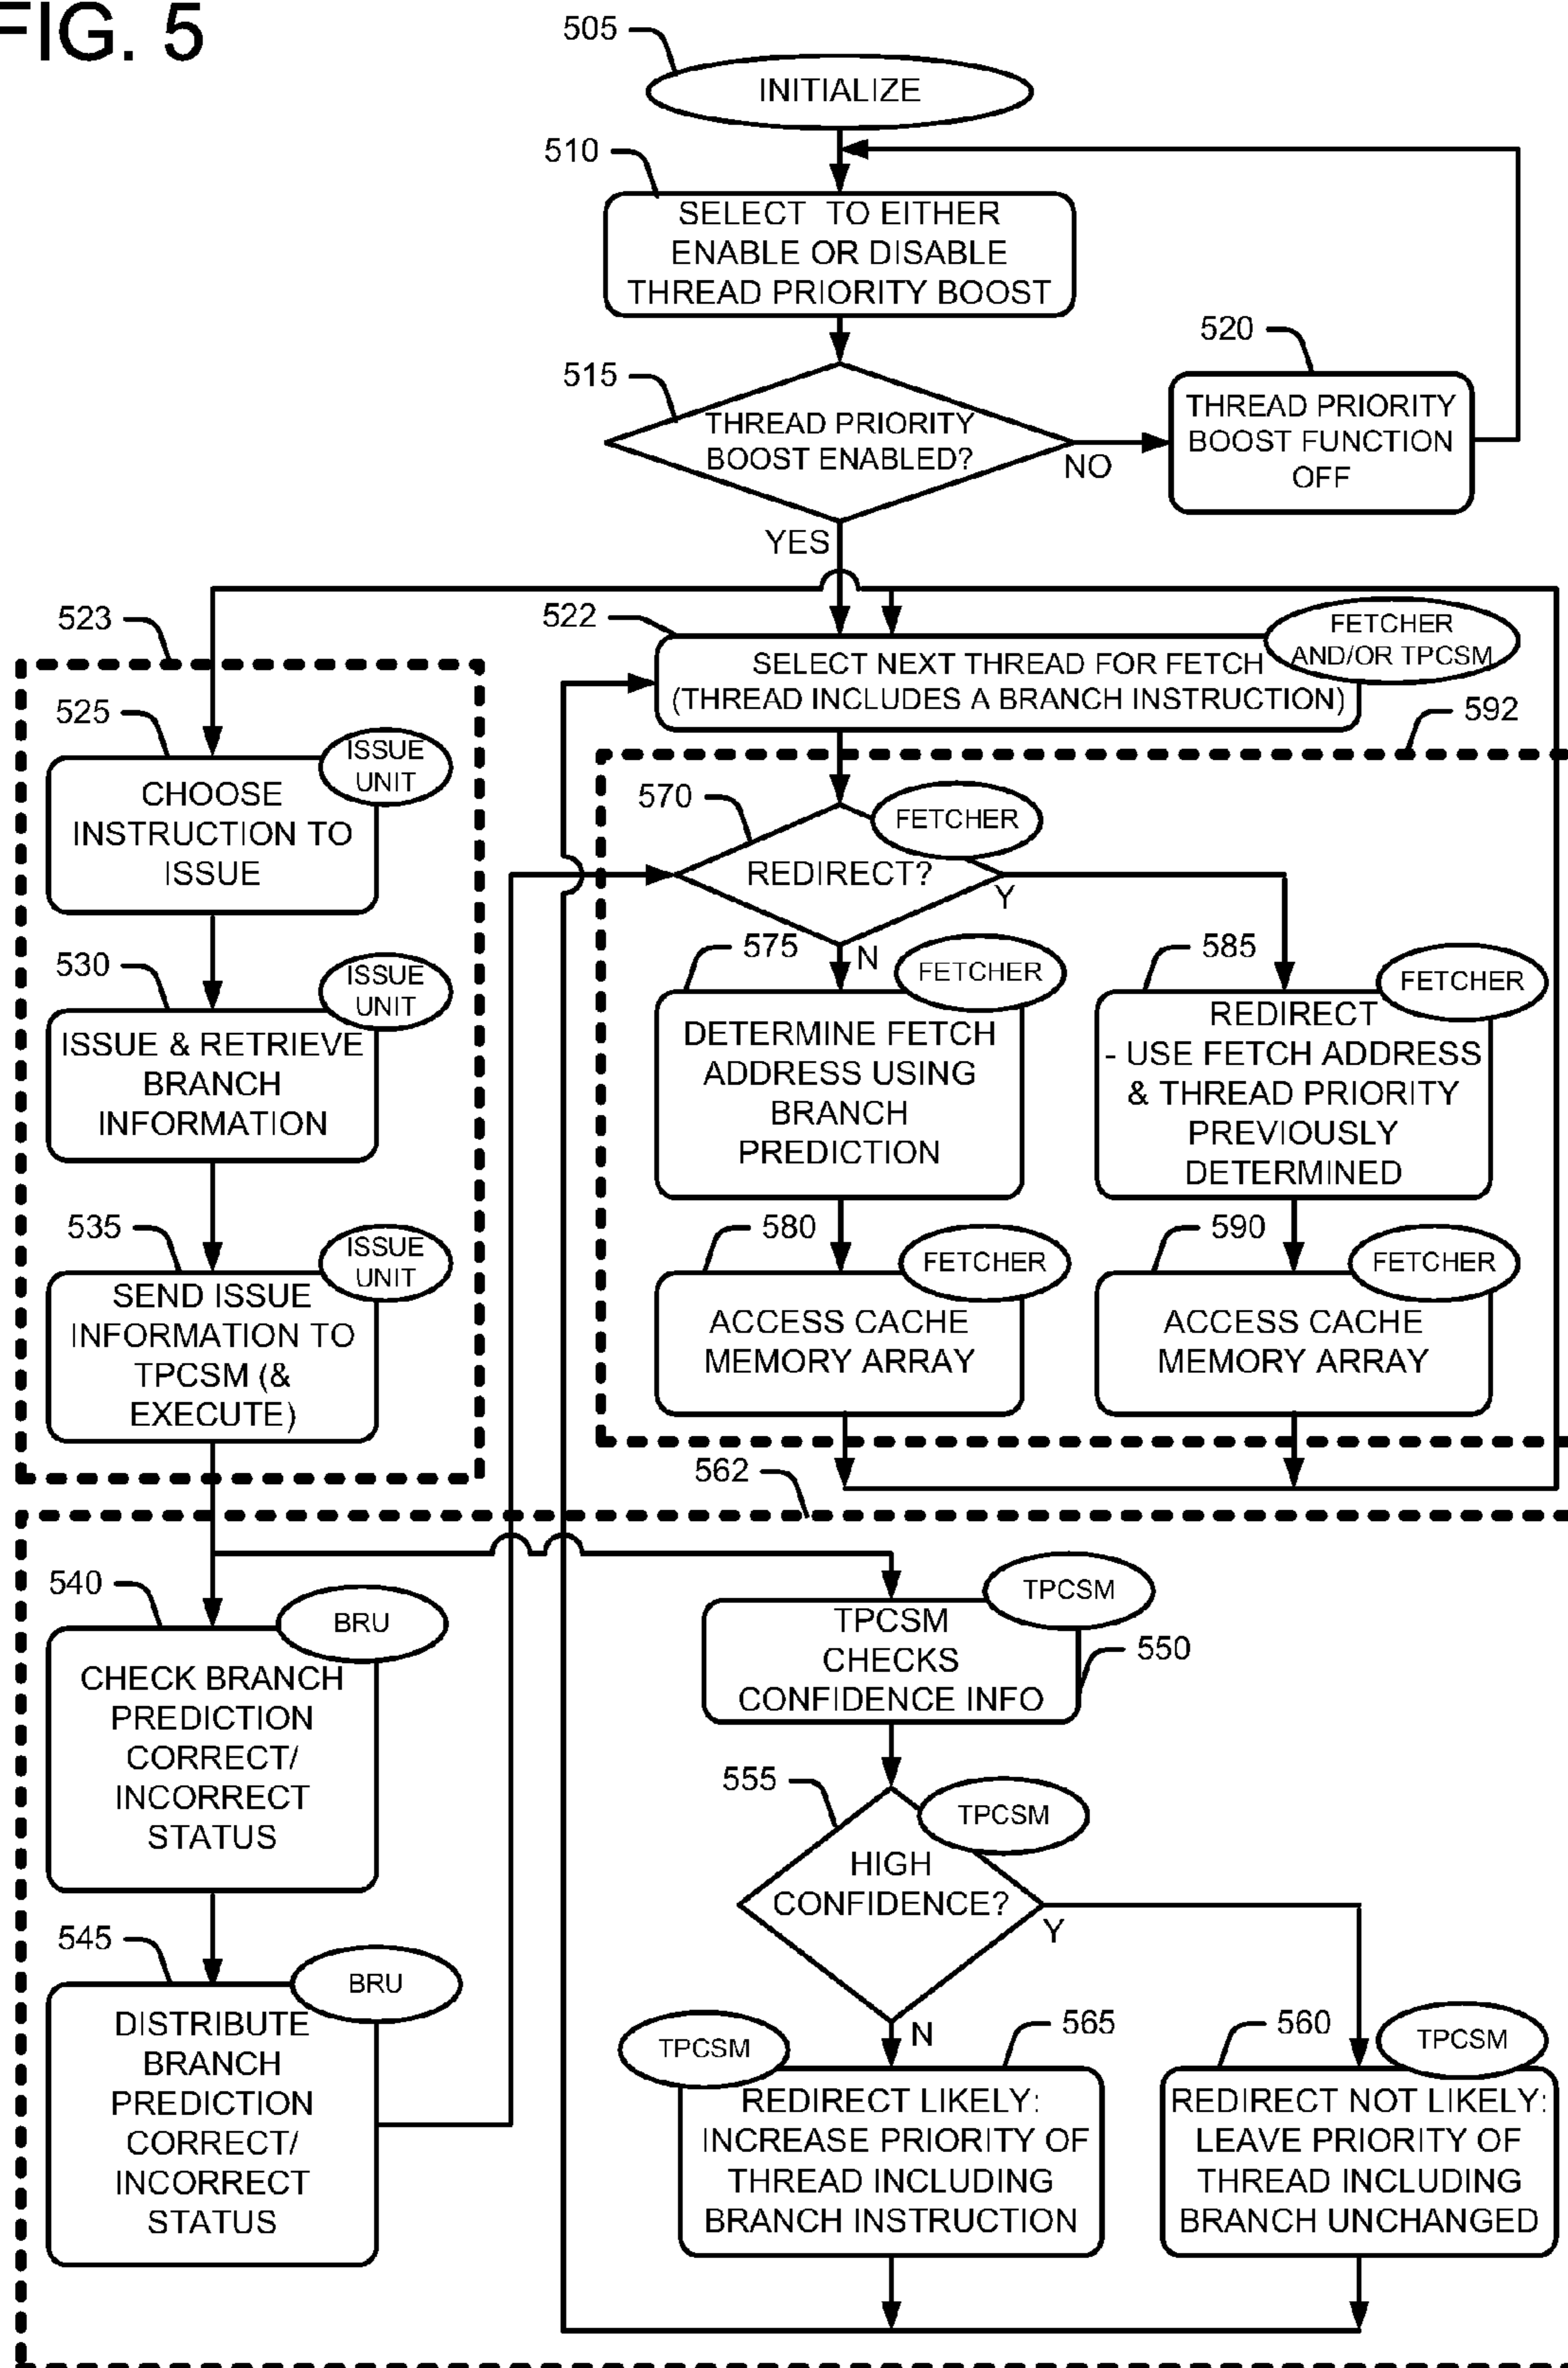 FIG. 5
505
INITIALIZE
510
SELECT TO EITHER
ENABLE OR DISABLE
THREAD PRIORITY BOOST
515
THREAD PRIORITY
BOOST ENABLED?
NO
YES
520
THREAD PRIORITY
BOOST FUNCTION
OFF
522
SELECT NEXT THREAD FOR FETCH
(THREAD INCLUDES A BRANCH INSTRUCTION)
FETCHER
AND/OR TPCSM
523
525
ISSUE
UNIT
CHOOSE
INSTRUCTION TO
ISSUE
530
ISSUE
UNIT
ISSUE & RETRIEVE
BRANCH
INFORMATION
535
ISSUE
UNIT
SEND ISSUE
INFORMATION TO
TPCSM (&
EXECUTE)
592
570
FETCHER
REDIRECT?
Y
N
575
FETCHER
DETERMINE FETCH
ADDRESS USING
BRANCH
PREDICTION
585
FETCHER
REDIRECT
- USE FETCH ADDRESS
& THREAD PRIORITY
PREVIOUSLY
DETERMINED
580
FETCHER
ACCESS CACHE
MEMORY ARRAY
590
FETCHER
ACCESS CACHE
MEMORY ARRAY
562
540
BRU
CHECK BRANCH
PREDICTION
CORRECT/
INCORRECT
STATUS
545
BRU
DISTRIBUTE
BRANCH
PREDICTION
CORRECT/
INCORRECT
STATUS
TPCSM
TPCSM
CHECKS
CONFIDENCE INFO
550
555
TPCSM
HIGH
CONFIDENCE?
Y
N
565
TPCSM
REDIRECT LIKELY:
INCREASE PRIORITY OF
THREAD INCLUDING
BRANCH INSTRUCTION
560
TPCSM
REDIRECT NOT LIKELY:
LEAVE PRIORITY OF
THREAD INCLUDING
BRANCH UNCHANGED